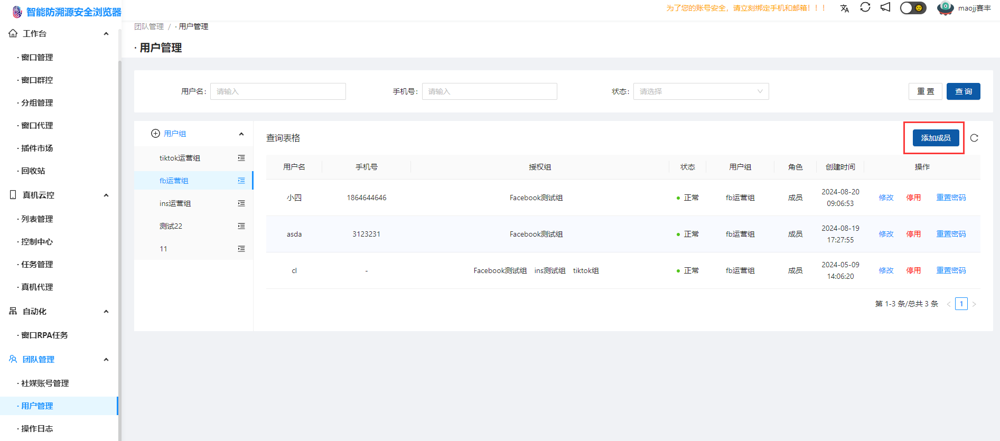 智能防溯源安全浏览器
为了您的账号安全，请立刻绑定手机和邮箱！！！
maojj赛丰
工作台
· 窗口管理
· 窗口群控
· 分组管理
· 窗口代理
· 插件市场
· 回收站
真机云控
· 列表管理
· 控制中心
· 任务管理
· 真机代理
自动化
· 窗口RPA任务
团队管理
· 社媒账号管理
· 用户管理
· 操作日志
团队管理 / · 用户管理
· 用户管理
用户名: 请输入 手机号: 请输入 状态: 请选择 重 置 查 询
用户组
tiktok运营组
fb运营组
ins运营组
测试22
11
查询表格 添加成员
用户名 手机号 授权组 状态 用户组 角色 创建时间 操作
小四 1864644646 Facebook测试组 正常 fb运营组 成员 2024-08-20 09:06:53 修改 停用 重置密码
asda 3123231 Facebook测试组 正常 fb运营组 成员 2024-08-19 17:27:55 修改 停用 重置密码
cl - Facebook测试组 ins测试组 tiktok组 正常 fb运营组 成员 2024-05-09 14:06:20 修改 停用 重置密码
第 1-3 条/总共 3 条 < 1 >